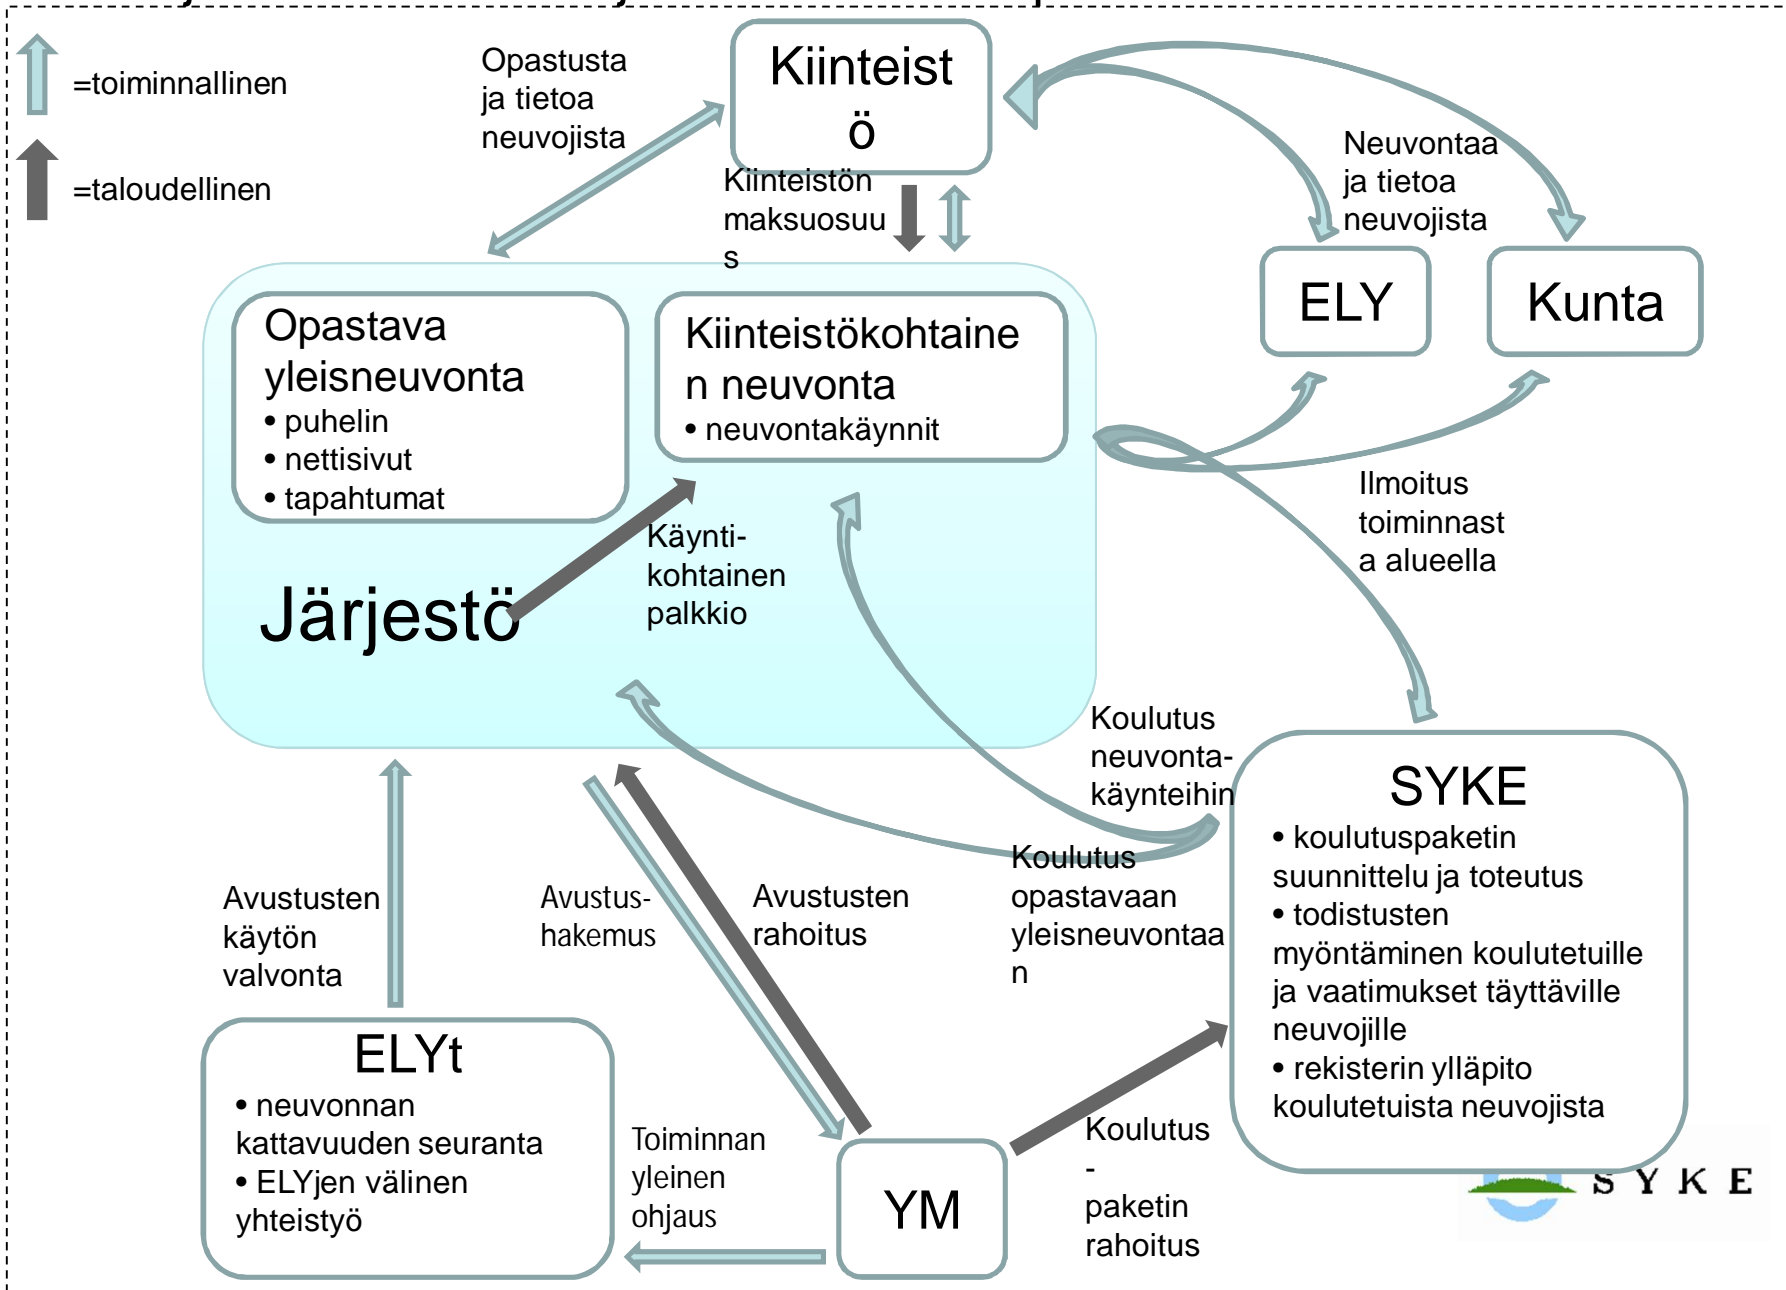 =toiminnallinen
=taloudellinen
Opastusta
ja tietoa
neuvojista
Kiinteist
ö
Kiinteistön
maksuosuu
s
Neuvontaa
ja tietoa
neuvojista
ELY
Kunta
Opastava
yleisneuvonta
• puhelin
• nettisivut
• tapahtumat
Kiinteistökohtaine
n neuvonta
• neuvontakäynnit
Järjestö
Käynti-
kohtainen
palkkio
Ilmoitus
toiminnast
a alueella
Koulutus
neuvonta-
käynteihin
Koulutus
opastavaan
yleisneuvontaa
n
SYKE
• koulutuspaketin
suunnittelu ja toteutus
• todistusten
myöntäminen koulutetuille
ja vaatimukset täyttäville
neuvojille
• rekisterin ylläpito
koulutetuista neuvojista
Avustusten
käytön
valvonta
Avustus-
hakemus
Avustusten
rahoitus
ELYt
• neuvonnan
kattavuuden seuranta
• ELYjen välinen
yhteistyö
Toiminnan
yleinen
ohjaus
YM
Koulutus
-
paketin
rahoitus
SYKE